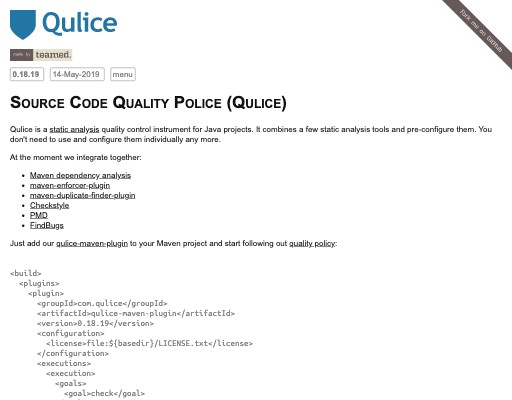 Qulice
Fork me on GitHub
made by teamed.
0.18.19 14-May-2019 menu
Source Code Quality Police (Qulice)
Qulice is a static analysis quality control instrument for Java projects. It combines a few static analysis tools and pre-configure them. You
don't need to use and configure them individually any more.
At the moment we integrate together:
Maven dependency analysis
maven-enforcer-plugin
maven-duplicate-finder-plugin
Checkstyle
PMD
FindBugs
Just add our qulice-maven-plugin to your Maven project and start following out quality policy:
<build>
<plugins>
<plugin>
<groupId>com.qulice</groupId>
<artifactId>qulice-maven-plugin</artifactId>
<version>0.18.19</version>
<configuration>
<license>file:${basedir}/LICENSE.txt</license>
</configuration>
<executions>
<execution>
<goals>
<goal>check</goal>